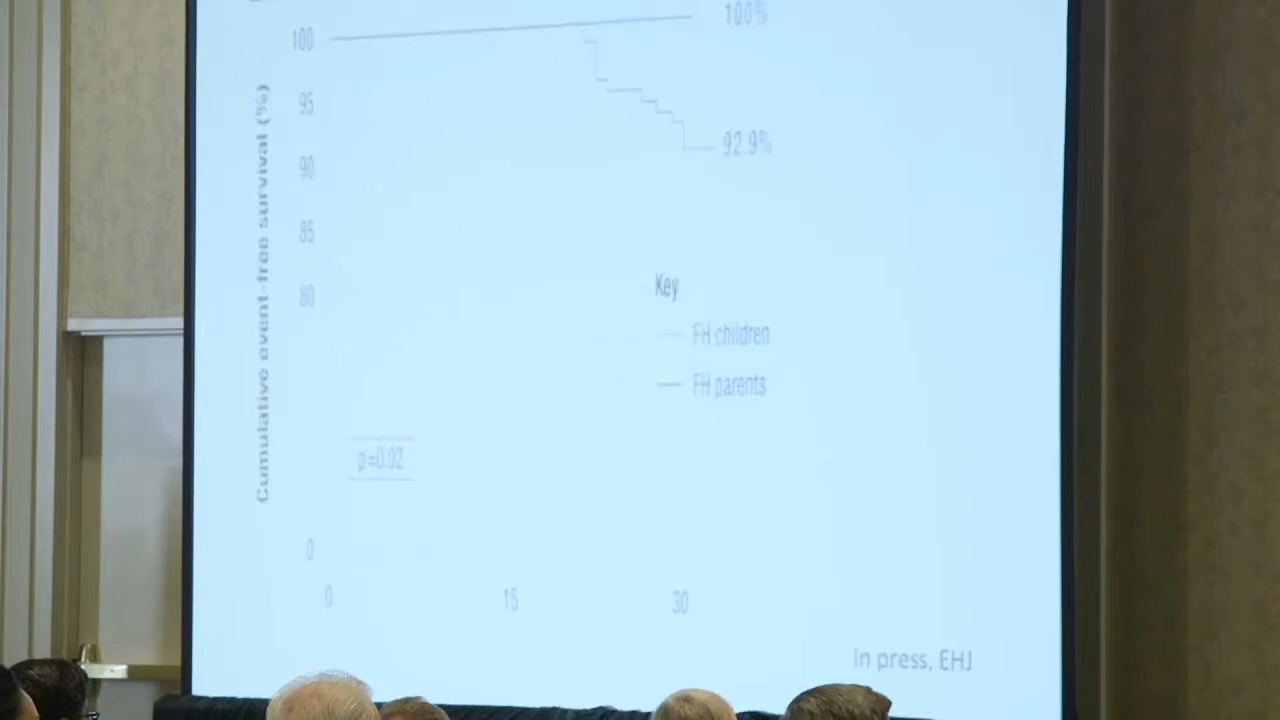 100%
100
95
92.9%
90
85
80
Cumulative event-free survival (%)
Key
FH children
FH parents
p=0.02
0
0
15
30
In press, EHJ